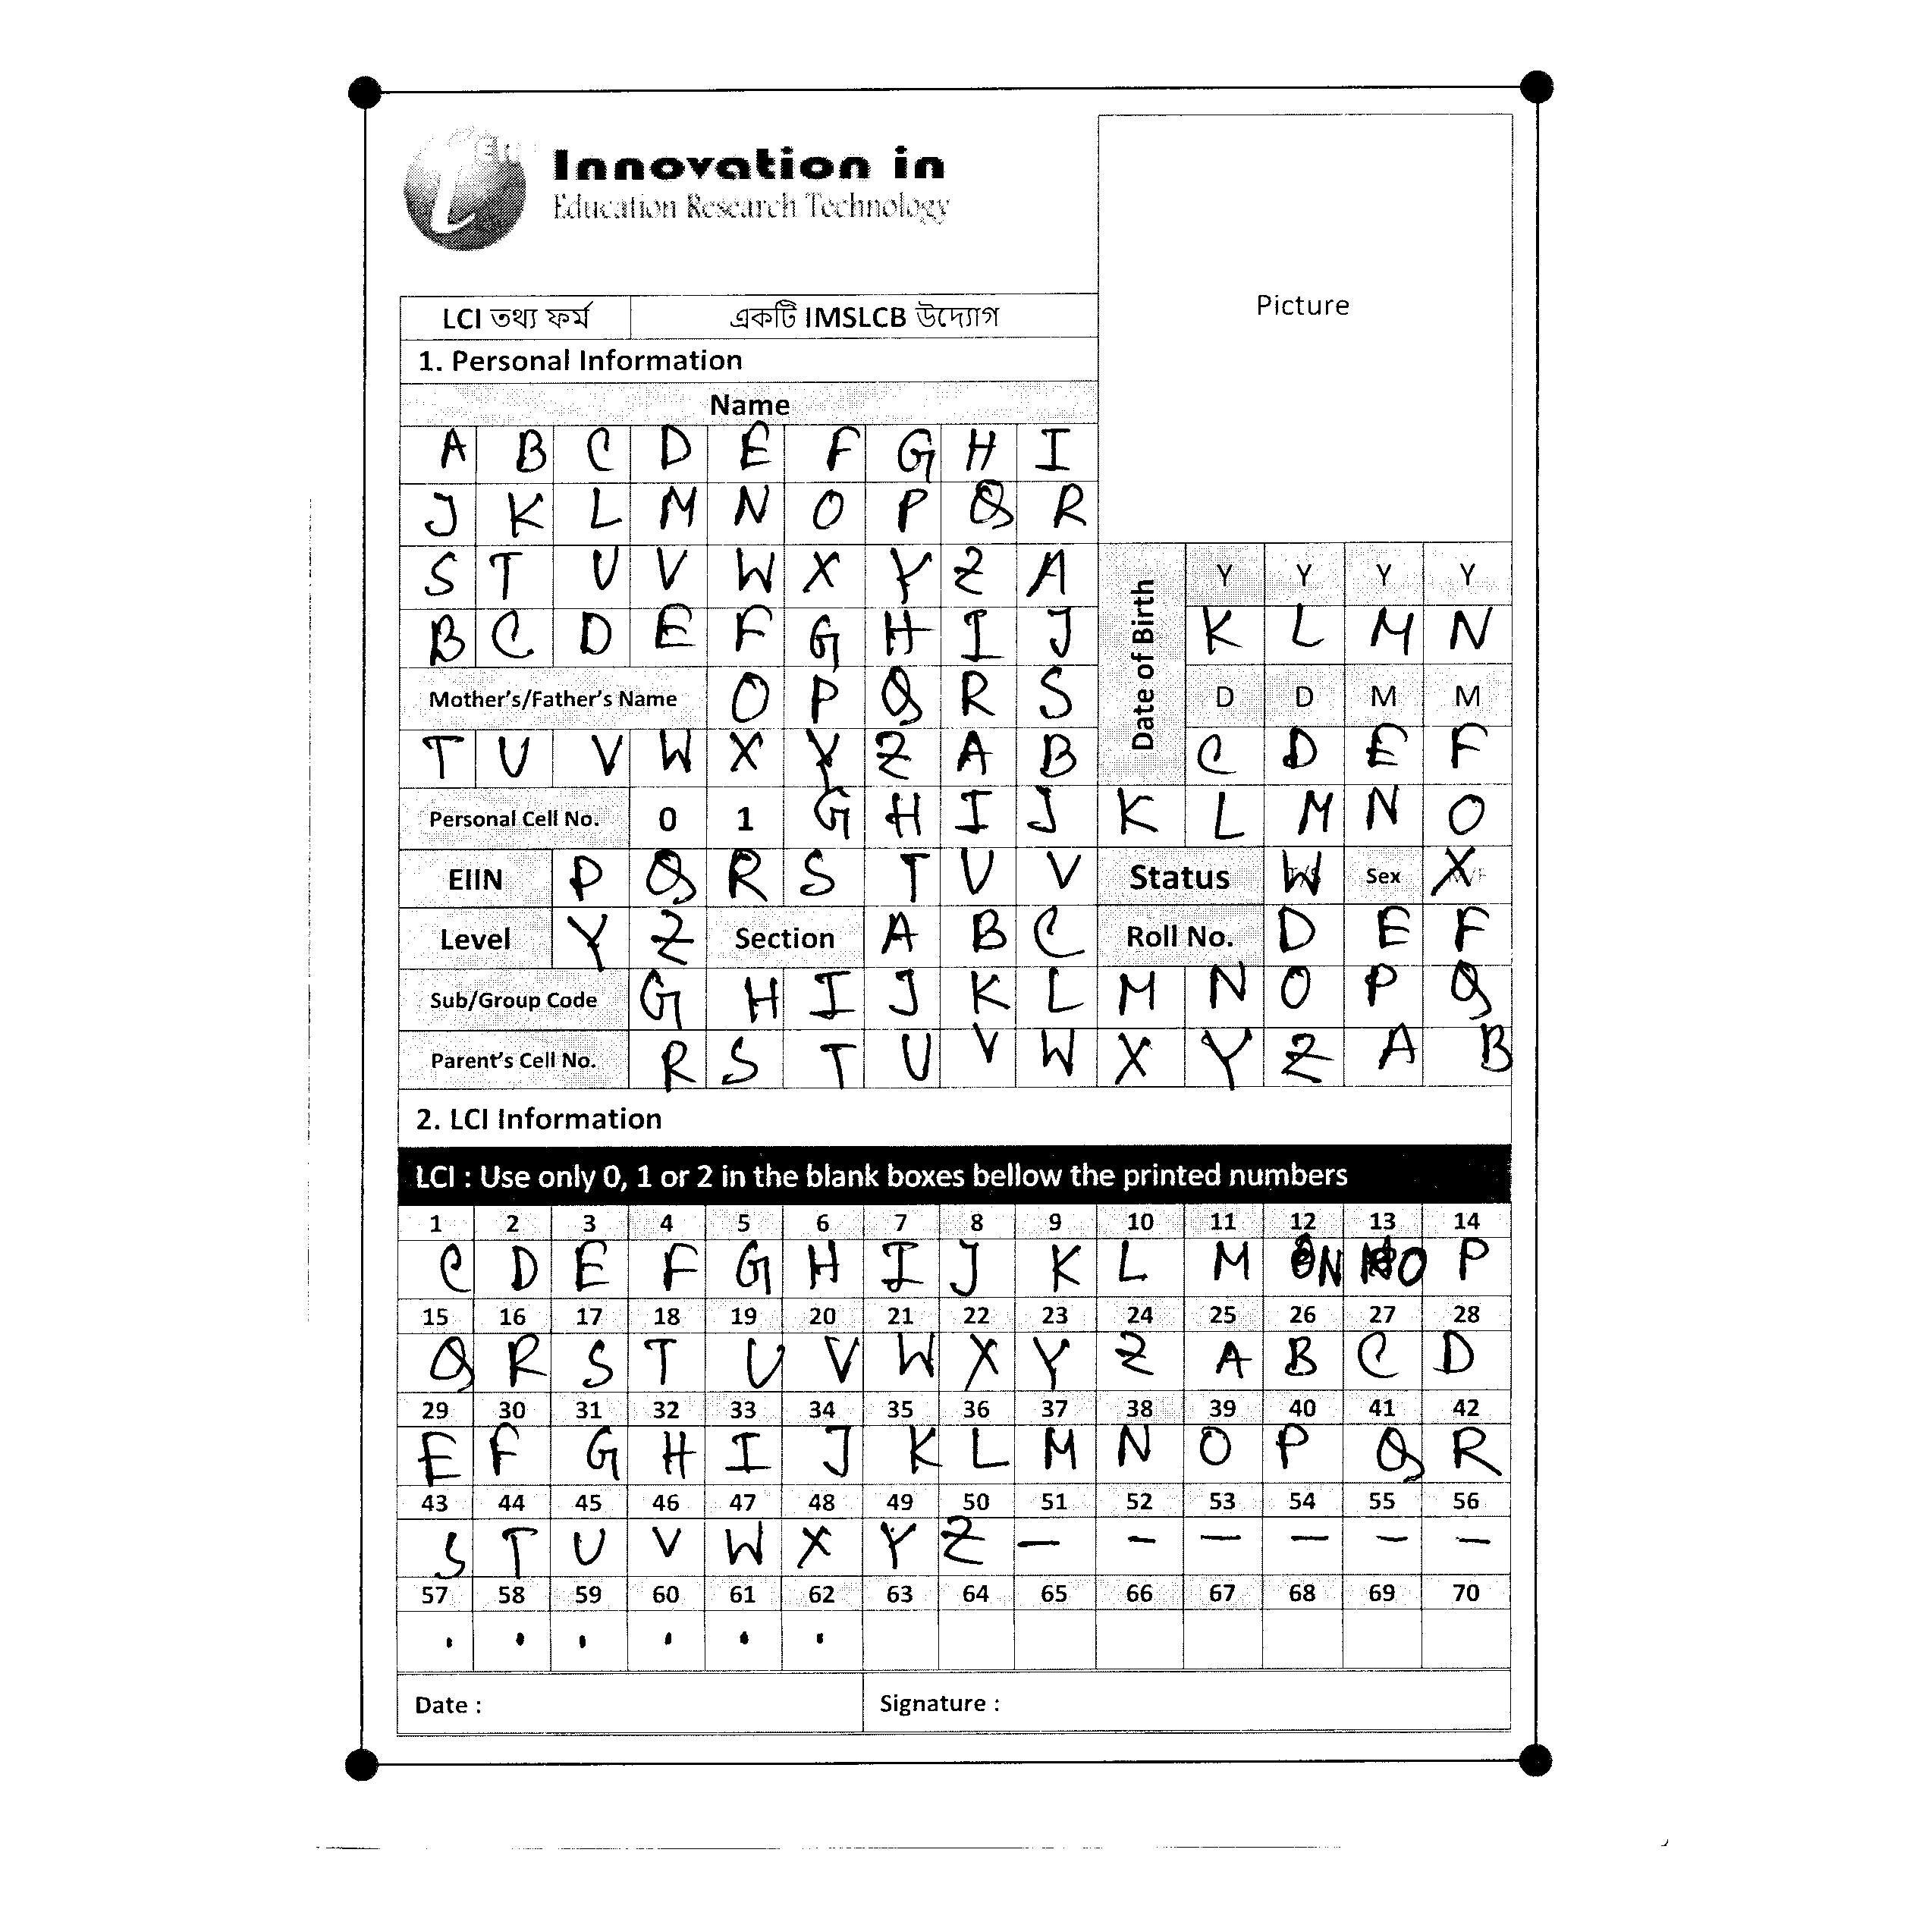 Innovation in
Education Research Technology
Picture
LCI তথ্য ফর্ম একটি IMSLCB উদ্যোগ
1. Personal Information
Name
A B C D E F G H I
J K L M N O P Q R
S T U V W X Y Z A
Date of Birth Y Y Y Y
B C D E F G H I J K L M N
Mother's/Father's Name O P Q R S D D M M
T U V W X Y Z A B C D E F
Personal Cell No. 0 1 G H I J K L M N O
EIIN P Q R S T U V Status W Sex X
Level Y Z Section A B C Roll No. D E F
Sub/Group Code G H I J K L M N O P Q
Parent's Cell No. R S T U V W X Y Z A B
2. LCI Information
LCI : Use only 0, 1 or 2 in the blank boxes bellow the printed numbers
1 2 3 4 5 6 7 8 9 10 11 12 13 14
C D E F G H I J K L M N O P
15 16 17 18 19 20 21 22 23 24 25 26 27 28
Q R S T U V W X Y Z A B C D
29 30 31 32 33 34 35 36 37 38 39 40 41 42
E F G H I J K L M N O P Q R
43 44 45 46 47 48 49 50 51 52 53 54 55 56
S T U V W X Y Z – – – – – –
57 58 59 60 61 62 63 64 65 66 67 68 69 70
. . . . . .
Date : Signature :